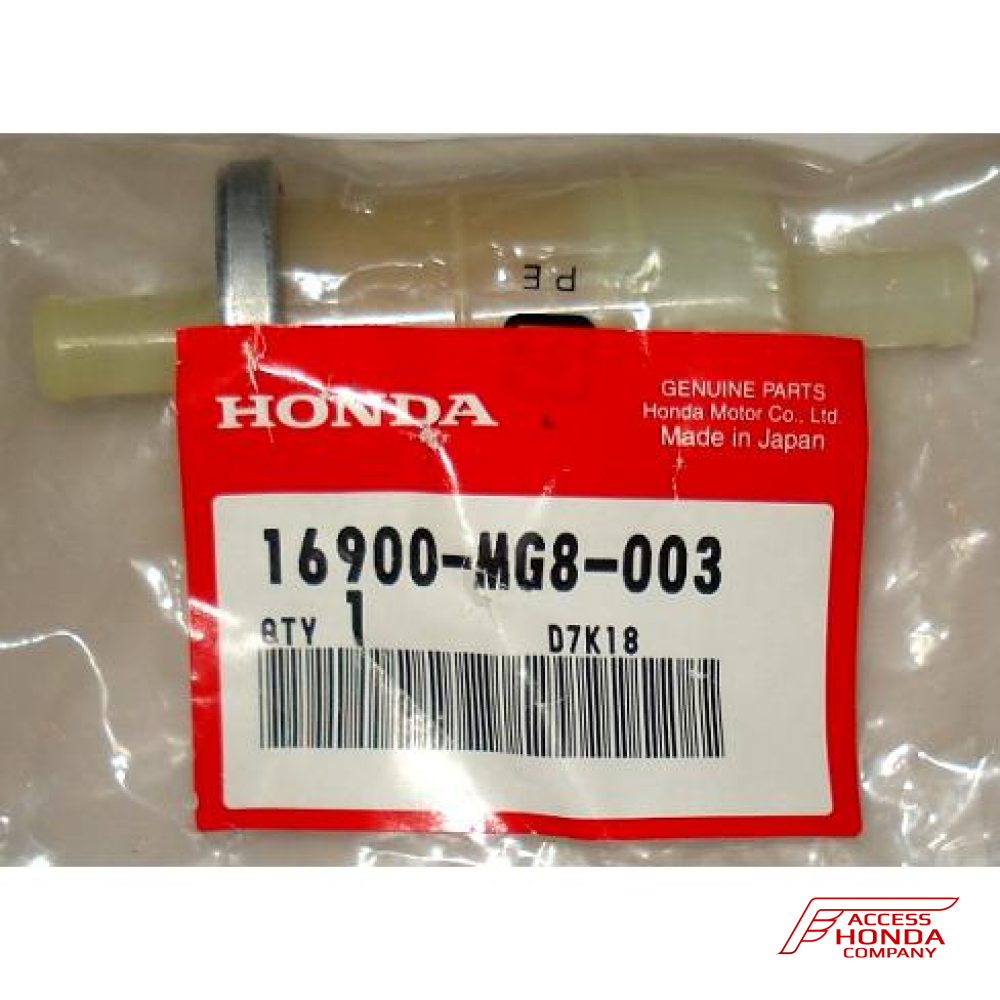 PE
HONDA
GENUINE PARTS
Honda Motor Co., Ltd.
Made in Japan
16900-MG8-003
QTY 1 D7K18
ACCESS
HONDA
COMPANY